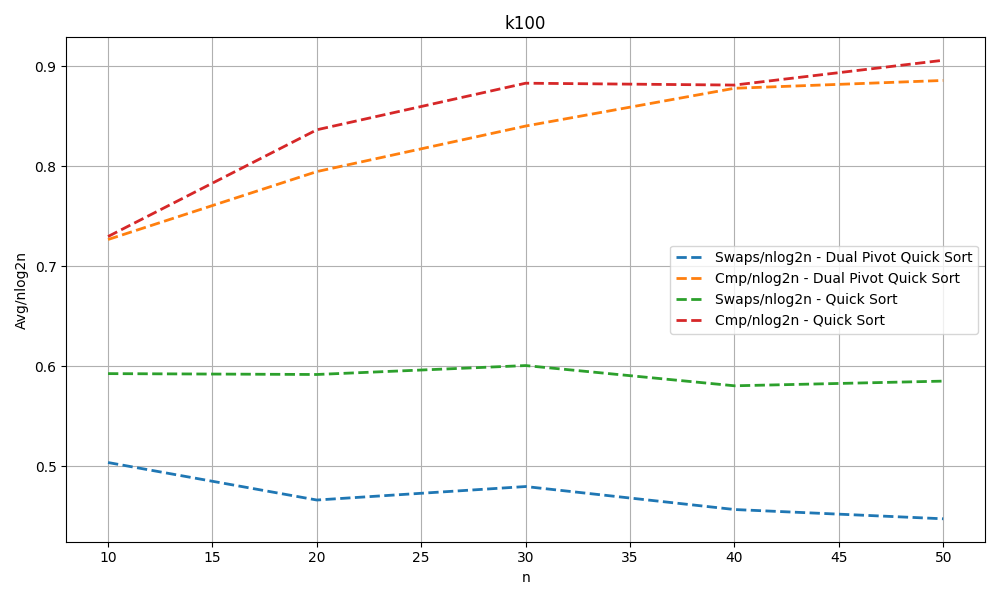 k100
Avg/nlog2n
0.9
0.8
0.7
0.6
0.5
Swaps/nlog2n - Dual Pivot Quick Sort
Cmp/nlog2n - Dual Pivot Quick Sort
Swaps/nlog2n - Quick Sort
Cmp/nlog2n - Quick Sort
10 15 20 25 30 35 40 45 50
n